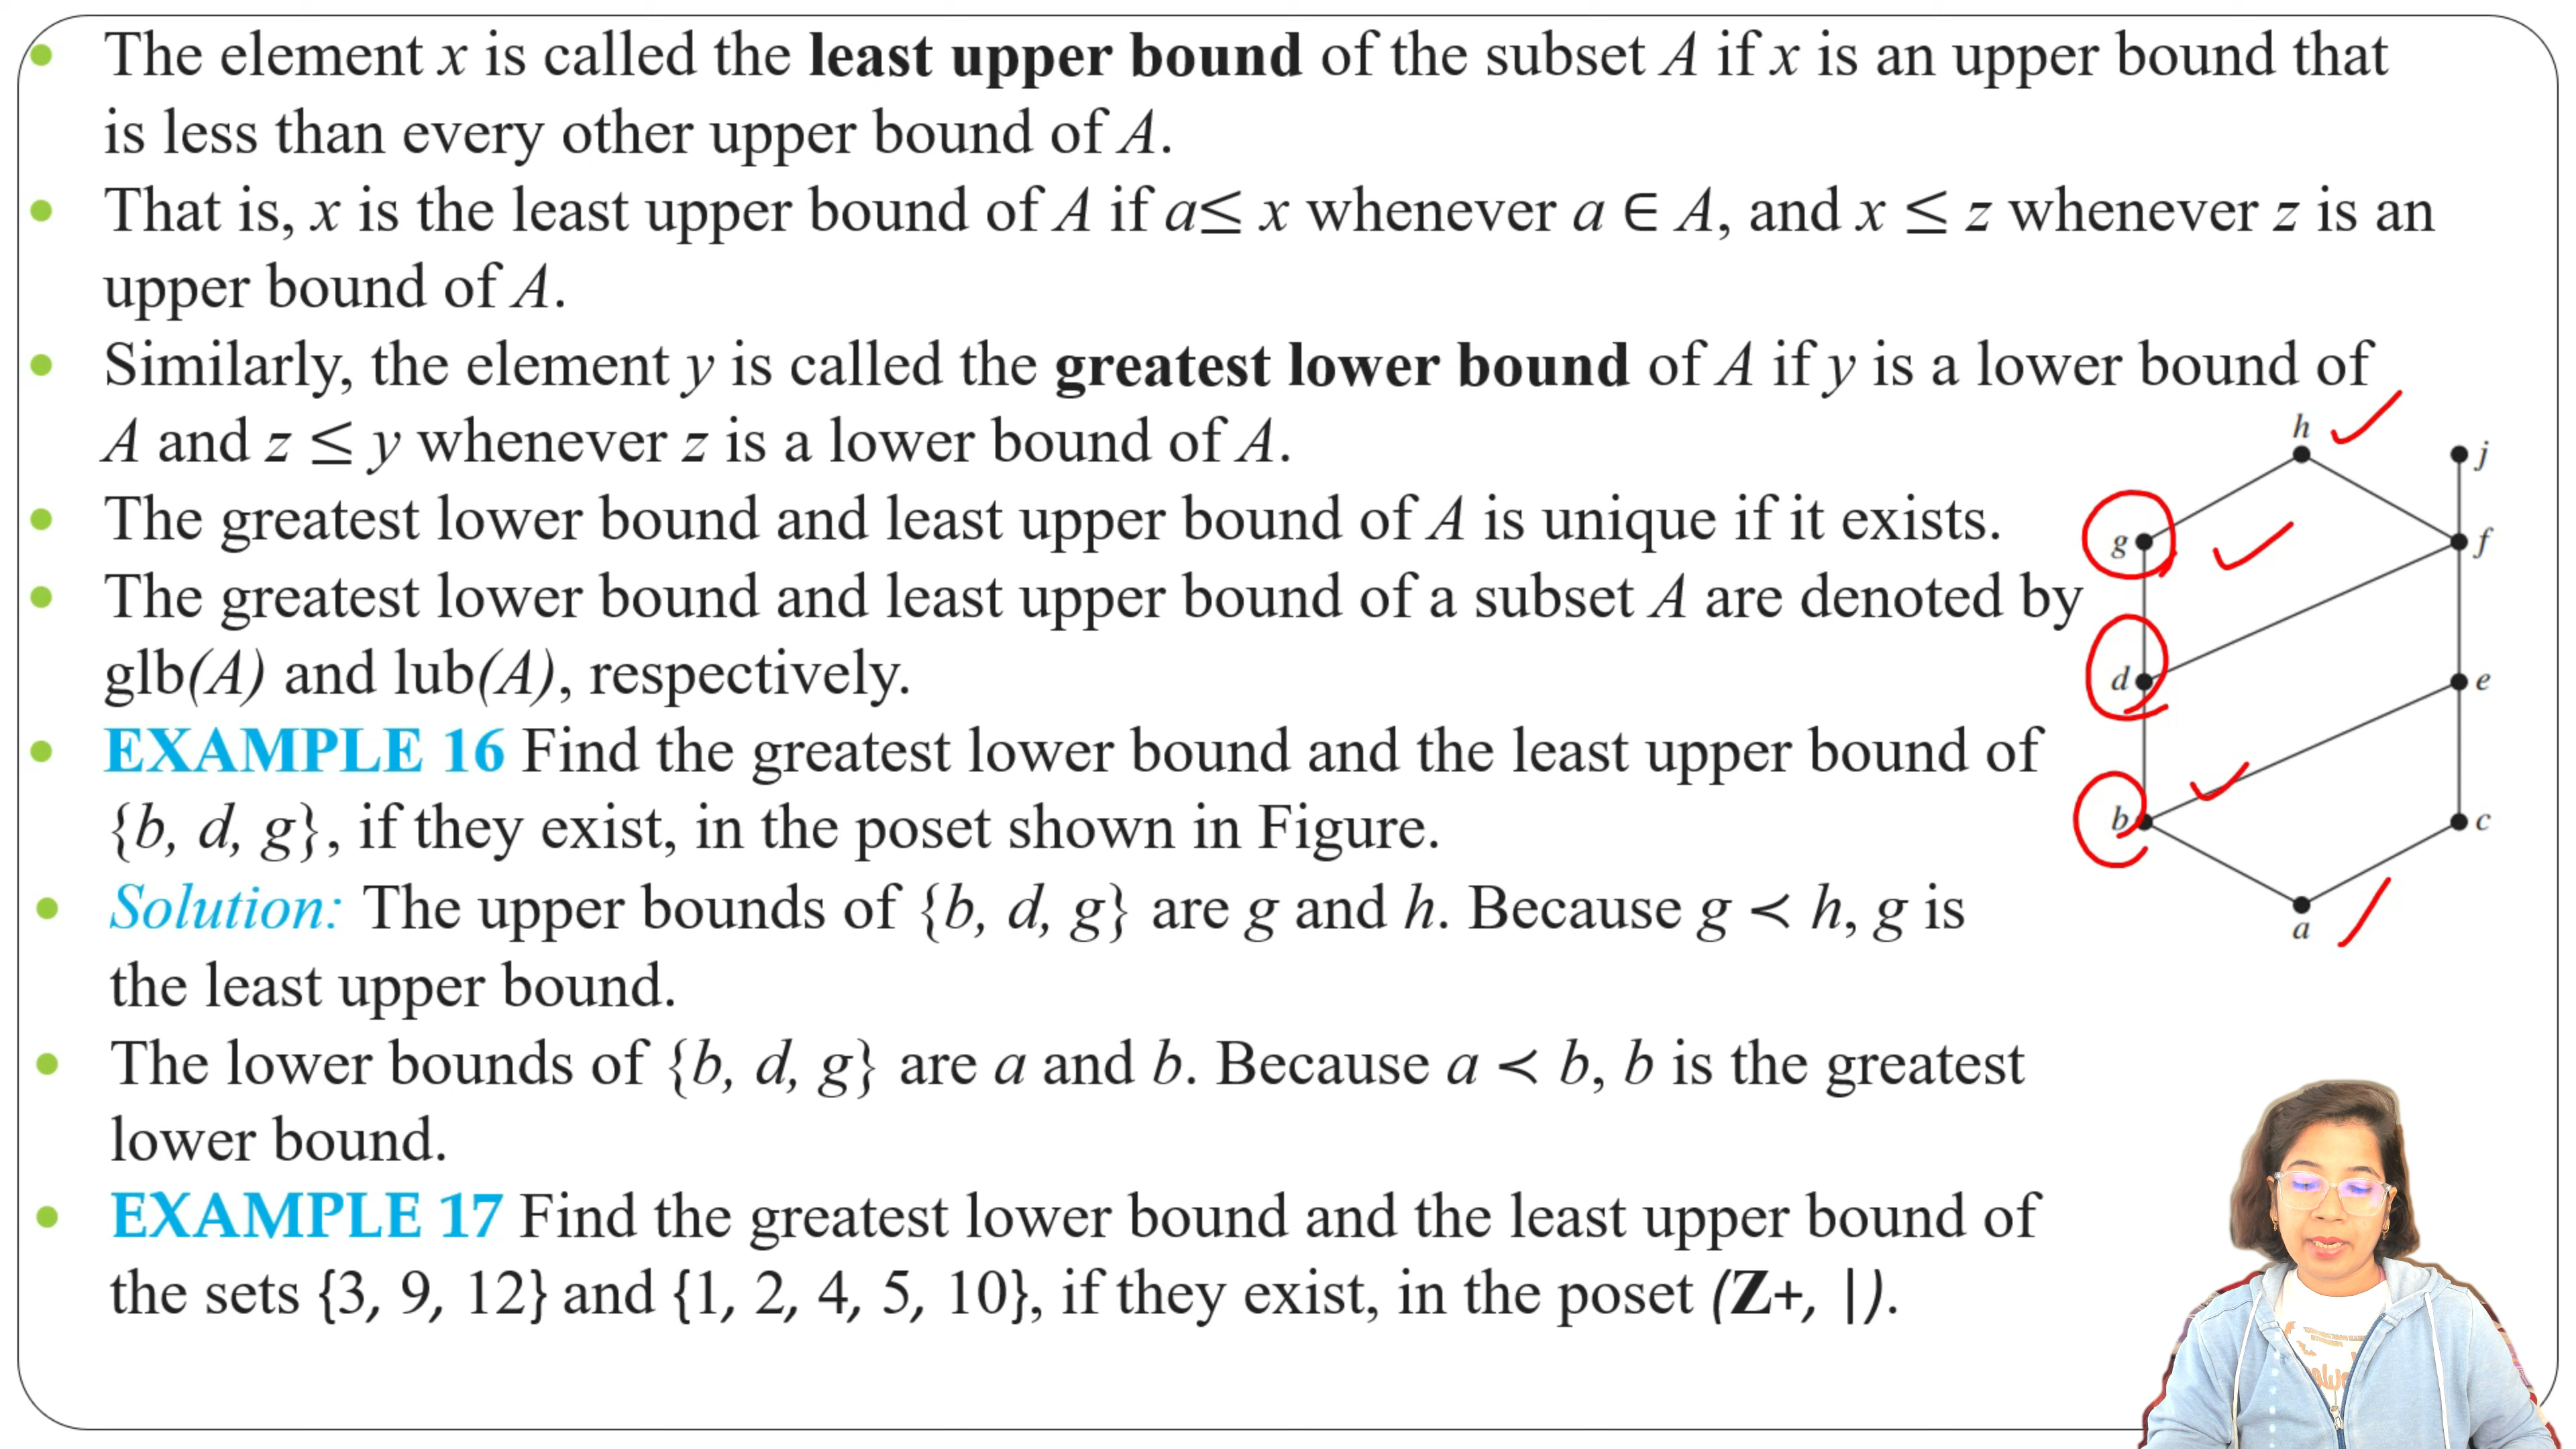 The element x is called the least upper bound of the subset A if x is an upper bound that
is less than every other upper bound of A.
That is, x is the least upper bound of A if a≤ x whenever a ∈ A, and x ≤ z whenever z is an
upper bound of A.
Similarly, the element y is called the greatest lower bound of A if y is a lower bound of
A and z ≤ y whenever z is a lower bound of A.
The greatest lower bound and least upper bound of A is unique if it exists.
The greatest lower bound and least upper bound of a subset A are denoted by
glb(A) and lub(A), respectively.
EXAMPLE 16 Find the greatest lower bound and the least upper bound of
{b, d, g}, if they exist, in the poset shown in Figure.
Solution: The upper bounds of {b, d, g} are g and h. Because g ≺ h, g is
the least upper bound.
The lower bounds of {b, d, g} are a and b. Because a ≺ b, b is the greatest
lower bound.
EXAMPLE 17 Find the greatest lower bound and the least upper bound of
the sets {3, 9, 12} and {1, 2, 4, 5, 10}, if they exist, in the poset (Z+, |).
h
j
g
f
d
e
b
c
a